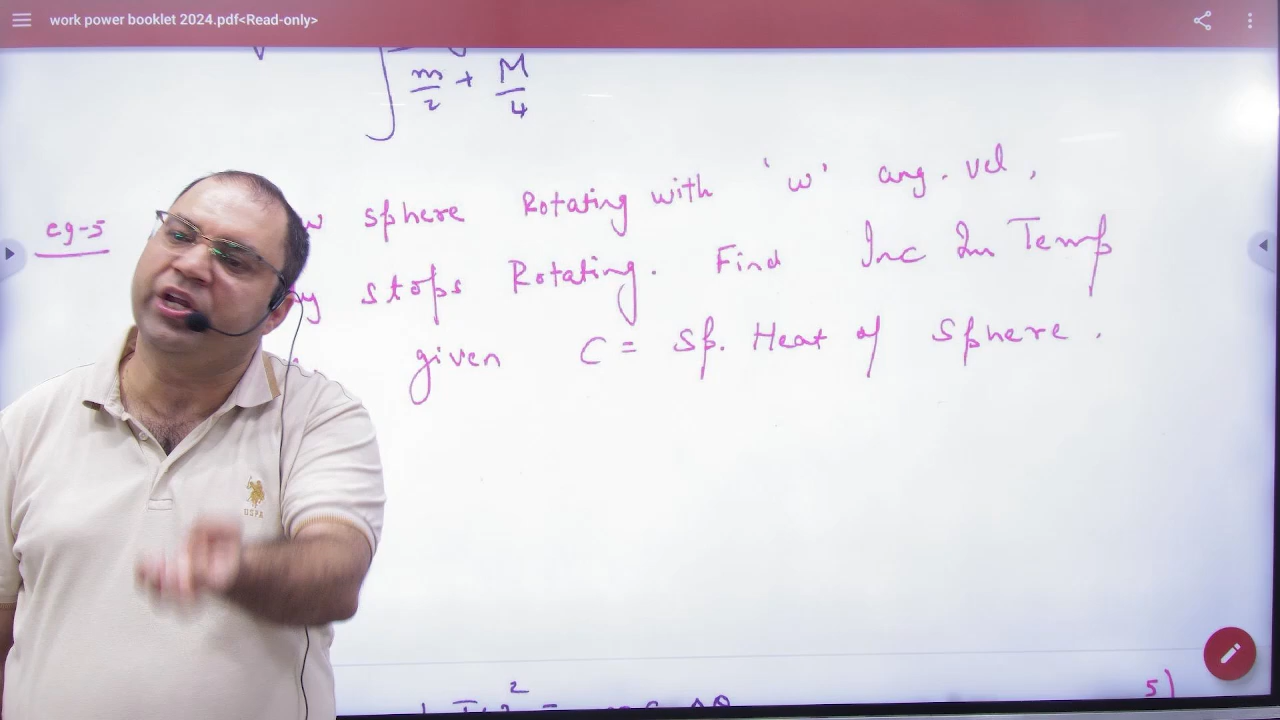 work power booklet 2024.pdf<Read-only>
m/2 + M/4
eg-5 w sphere Rotating with 'w' ang. vel,
y stops Rotating. Find Inc In Temp
given C = Sp. Heat of Sphere.
USPA
5)